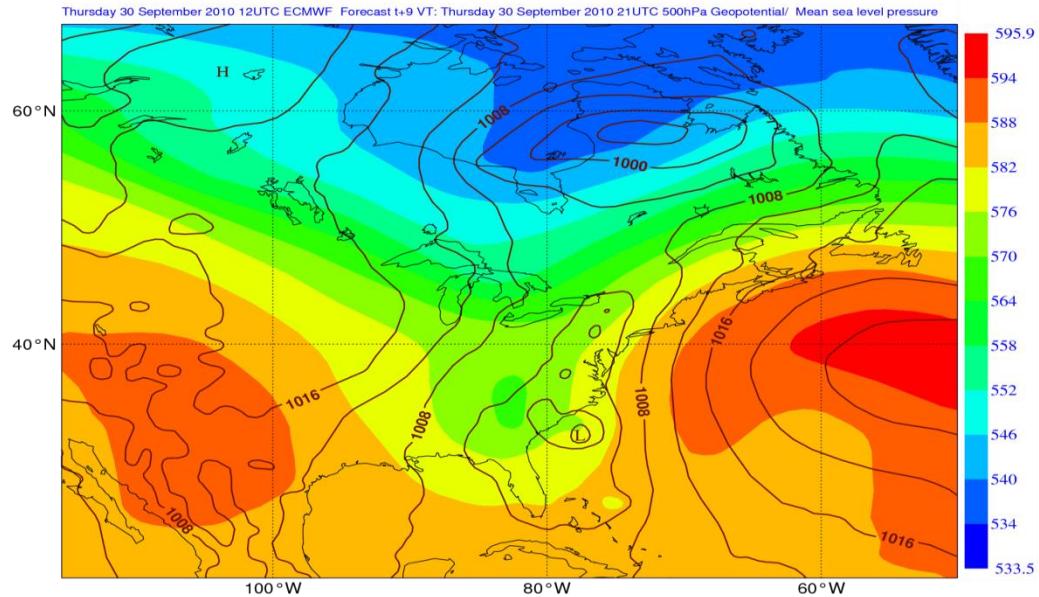 Thursday 30 September 2010 12UTC ECMWF Forecast t+9 VT: Thursday 30 September 2010 21UTC 500hPa Geopotential/ Mean sea level pressure
595.9
594
588
582
576
570
564
558
552
546
540
534
533.5
60°N
40°N
100°W
80°W
60°W
H
1008
1000
1008
1016
1016
1008
1008
L
1008
1016